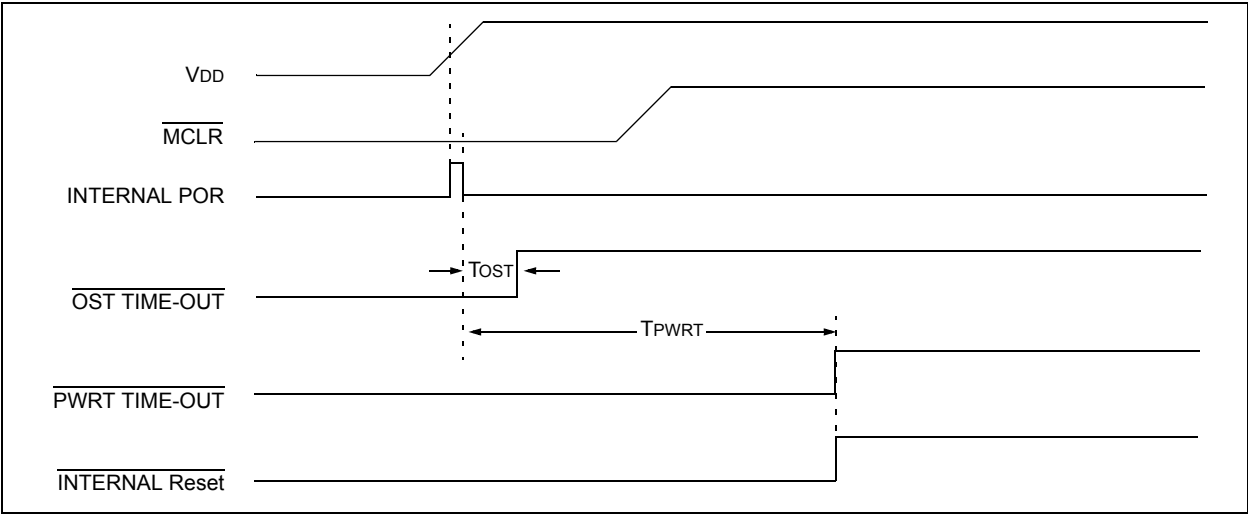 VDD
MCLR
INTERNAL POR
TOST
OST TIME-OUT
TPWRT
PWRT TIME-OUT
INTERNAL Reset